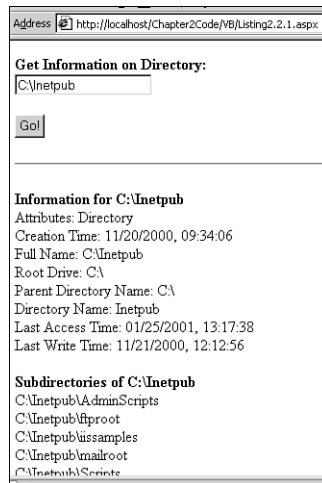 Address http://localhost/Chapter2Code/VB/Listing2.2.1.aspx
Get Information on Directory:
C:\Inetpub
Go!
Information for C:\Inetpub
Attributes: Directory
Creation Time: 11/20/2000, 09:34:06
Full Name: C:\Inetpub
Root Drive: C:\
Parent Directory Name: C:\
Directory Name: Inetpub
Last Access Time: 01/25/2001, 13:17:38
Last Write Time: 11/21/2000, 12:12:56
Subdirectories of C:\Inetpub
C:\Inetpub\AdminScripts
C:\Inetpub\ftproot
C:\Inetpub\iissamples
C:\Inetpub\mailroot
C:\Inetpub\Scripts